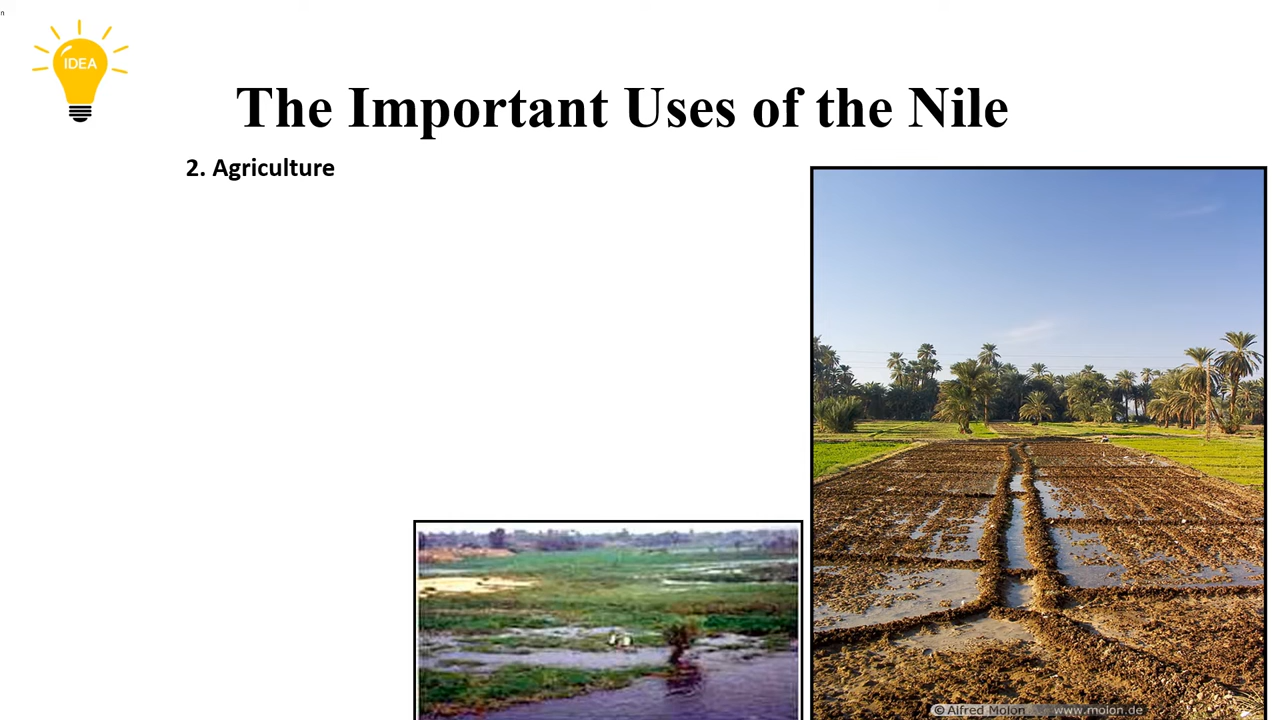 n
IDEA
The Important Uses of the Nile
2. Agriculture
© Alfred Molon www.molon.de